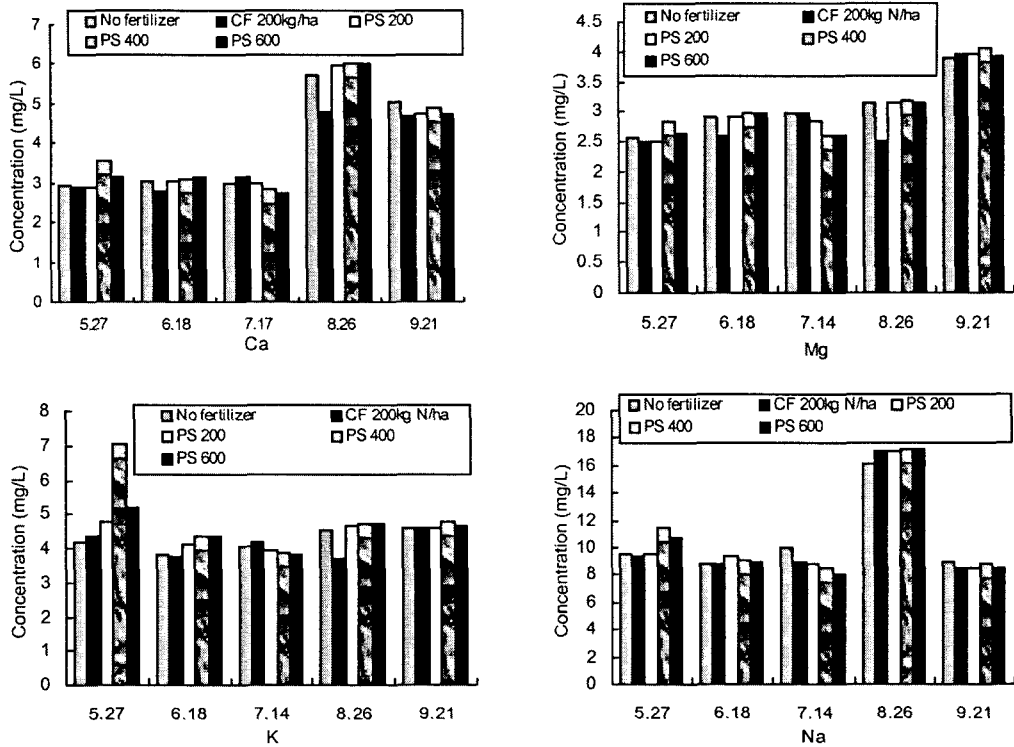 No fertilizer CF 200kg/ha PS 200
PS 400 PS 600
Concentration (mg/L)
7
6
5
4
3
2
1
0
5.27 6.18 7.17 8.26 9.21
Ca
No fertilizer CF 200kg N/ha
PS 200 PS 400
PS 600
Concentration (mg/L)
4.5
4
3.5
3
2.5
2
1.5
1
0.5
0
5.27 6.18 7.14 8.26 9.21
Mg
No fertilizer CF 200kg N/ha
PS 200 PS 400
PS 600
Concentration (mg/L)
8
7
6
5
4
3
2
1
0
5.27 6.18 7.14 8.26 9.21
K
No fertilizer CF 200kg N/ha PS 200
PS 400 PS 600
Concentration (mg/L)
20
18
16
14
12
10
8
6
4
2
0
5.27 6.18 7.14 8.26 9.21
Na